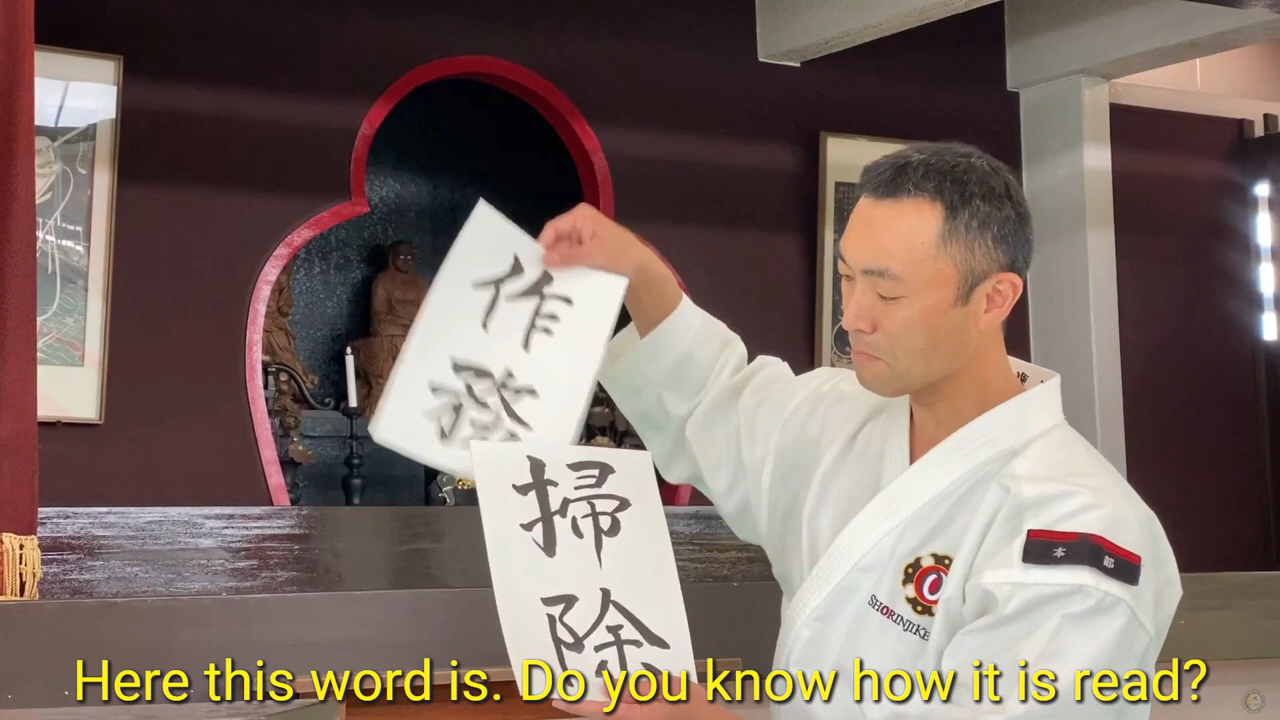 作務
掃除
本部
SHORINJIKE
Here this word is. Do you know how it is read?